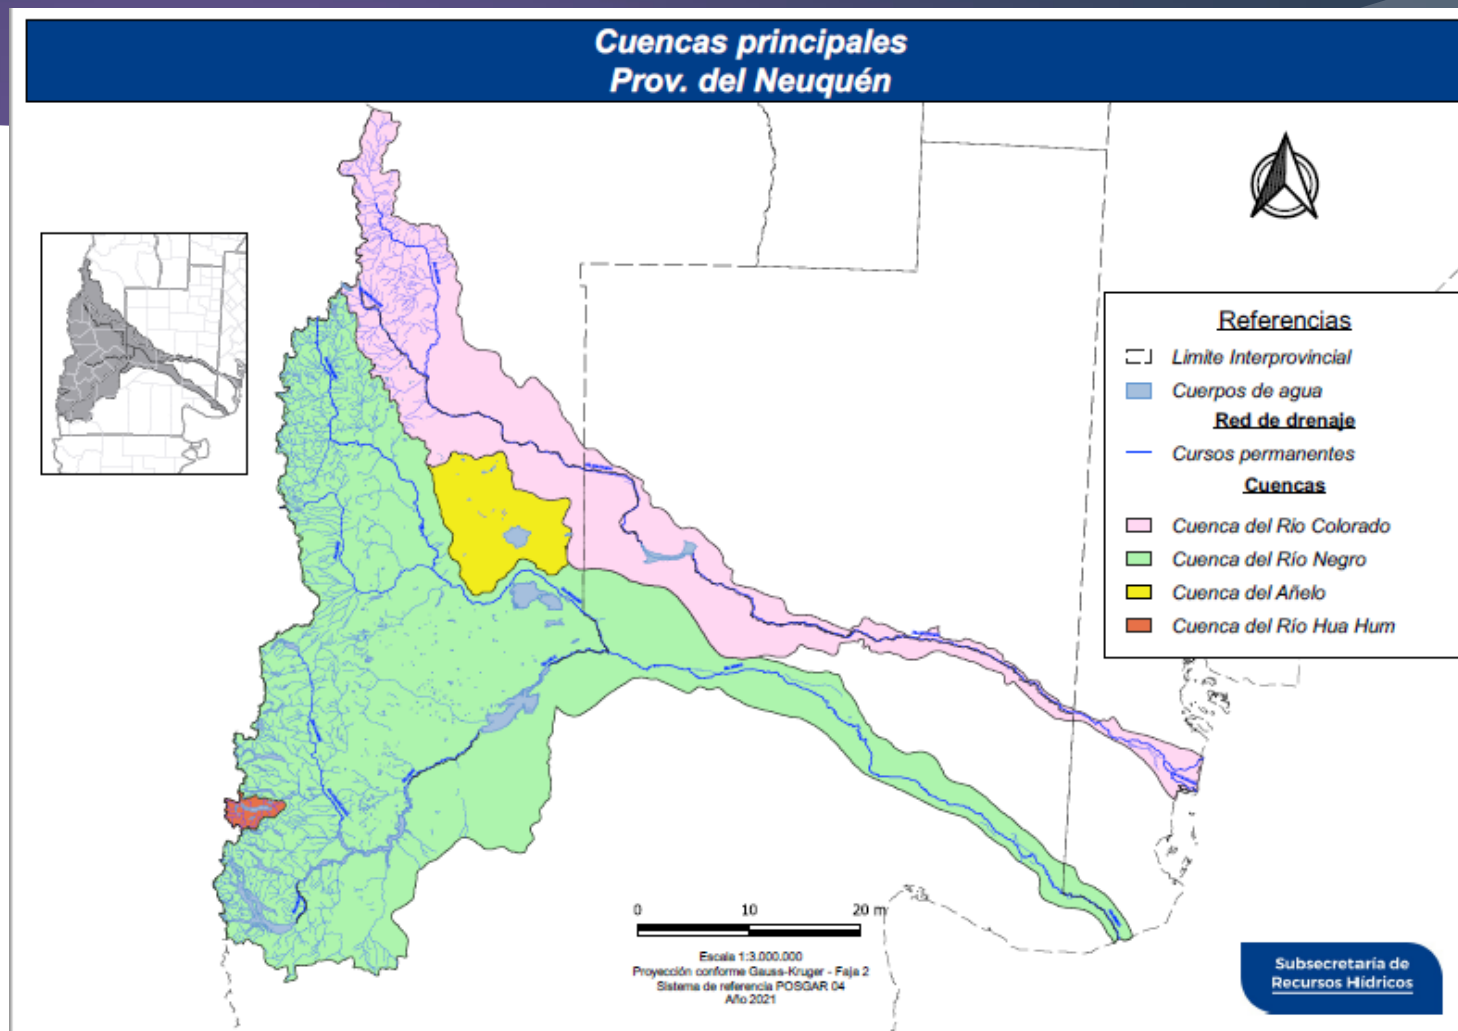 Cuencas principales
Prov. del Neuquén
Referencias
Limite Interprovincial
Cuerpos de agua
Red de drenaje
Cursos permanentes
Cuencas
Cuenca del Río Colorado
Cuenca del Río Negro
Cuenca del Añelo
Cuenca del Río Hua Hum
0 10 20 m
Escala 1:3.000.000
Proyección conforme Gauss-Kruger - Faja 2
Sistema de referencia POSGAR 04
Año 2021
Subsecretaría de
Recursos Hídricos